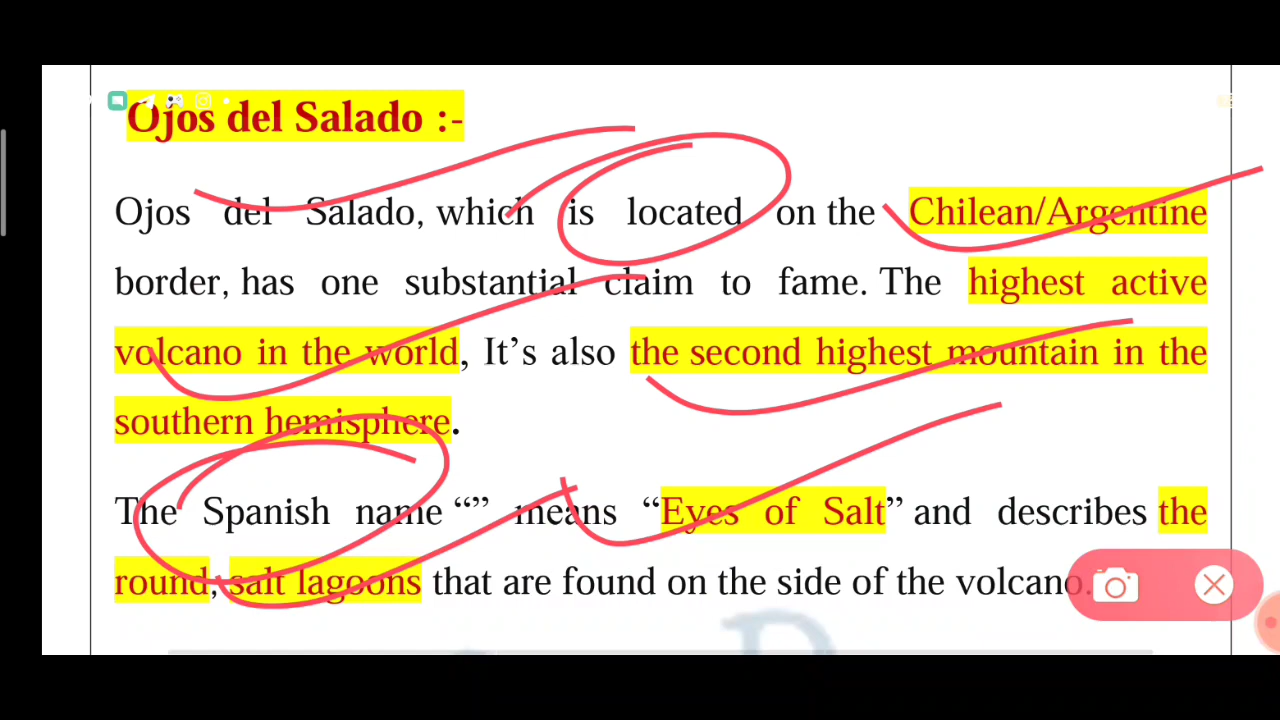 Ojos del Salado :-
Ojos del Salado, which is located on the Chilean/Argentine
border, has one substantial claim to fame. The highest active
volcano in the world, It’s also the second highest mountain in the
southern hemisphere.
The Spanish name “” means “Eyes of Salt” and describes the
round, salt lagoons that are found on the side of the volcano.